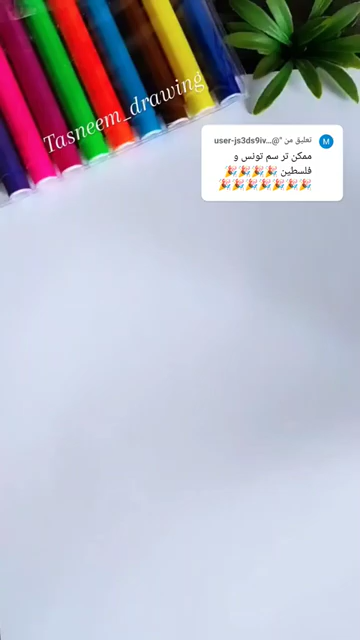 Tasneem_drawing
تعليق من "@user-js3ds9iv...
ممكن تر سم تونس و
فلسطين 🎉🎉🎉🎉
🎉🎉🎉🎉🎉🎉🎉
M